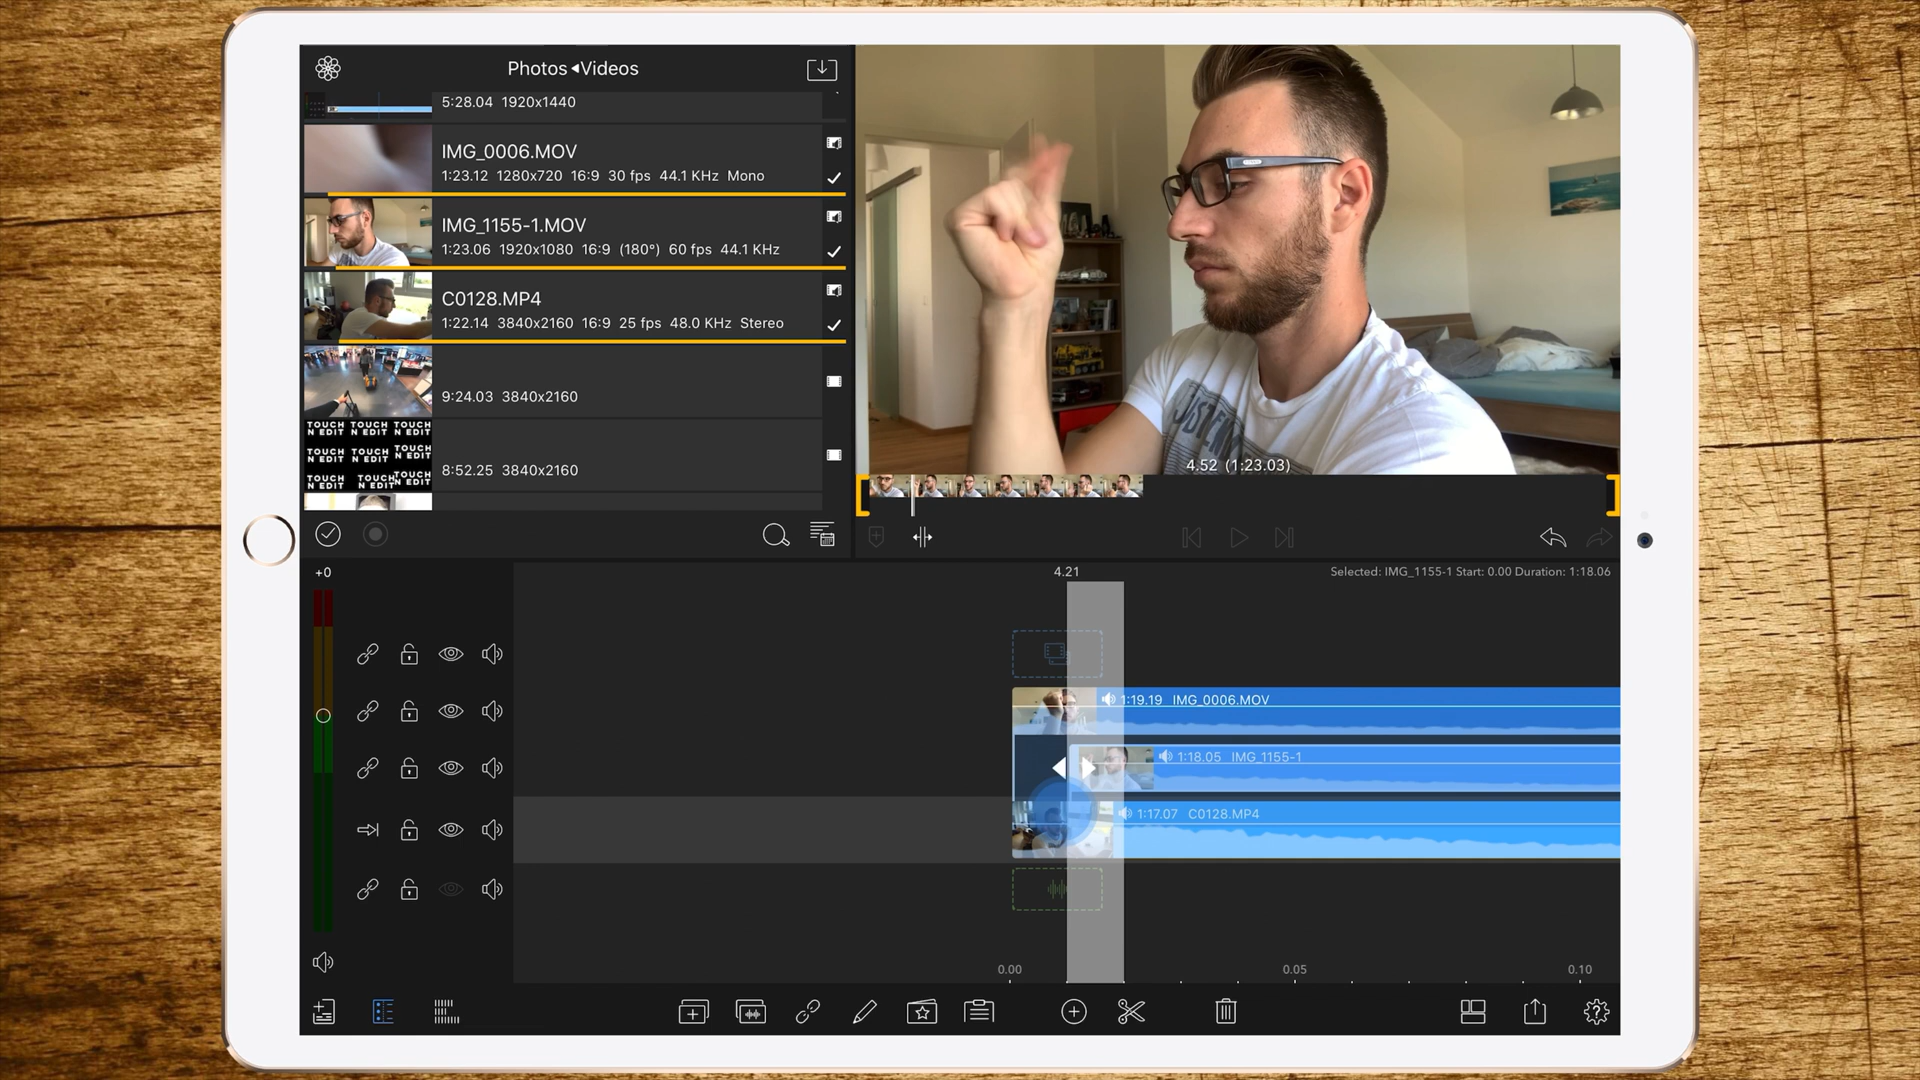 Photos ◂Videos
5:28.04 1920x1440
IMG_0006.MOV
1:23.12 1280x720 16:9 30 fps 44.1 KHz Mono
IMG_1155-1.MOV
1:23.06 1920x1080 16:9 (180°) 60 fps 44.1 KHz
C0128.MP4
1:22.14 3840x2160 16:9 25 fps 48.0 KHz Stereo
9:24.03 3840x2160
TOUCH TOUCH TOUCH
N EDIT N EDIT N EDIT
TOUCH TOUCH TOUCH
N EDIT N EDIT N EDIT
TOUCH TOUCH TOUCH
N EDIT N EDIT N EDIT
8:52.25 3840x2160
4.52 (1:23.03)
+0
4.21
Selected: IMG_1155-1 Start: 0.00 Duration: 1:18.06
1:19.19 IMG_0006.MOV
1:18.05 IMG_1155-1
1:17.07 C0128.MP4
0.00
0.05
0.10